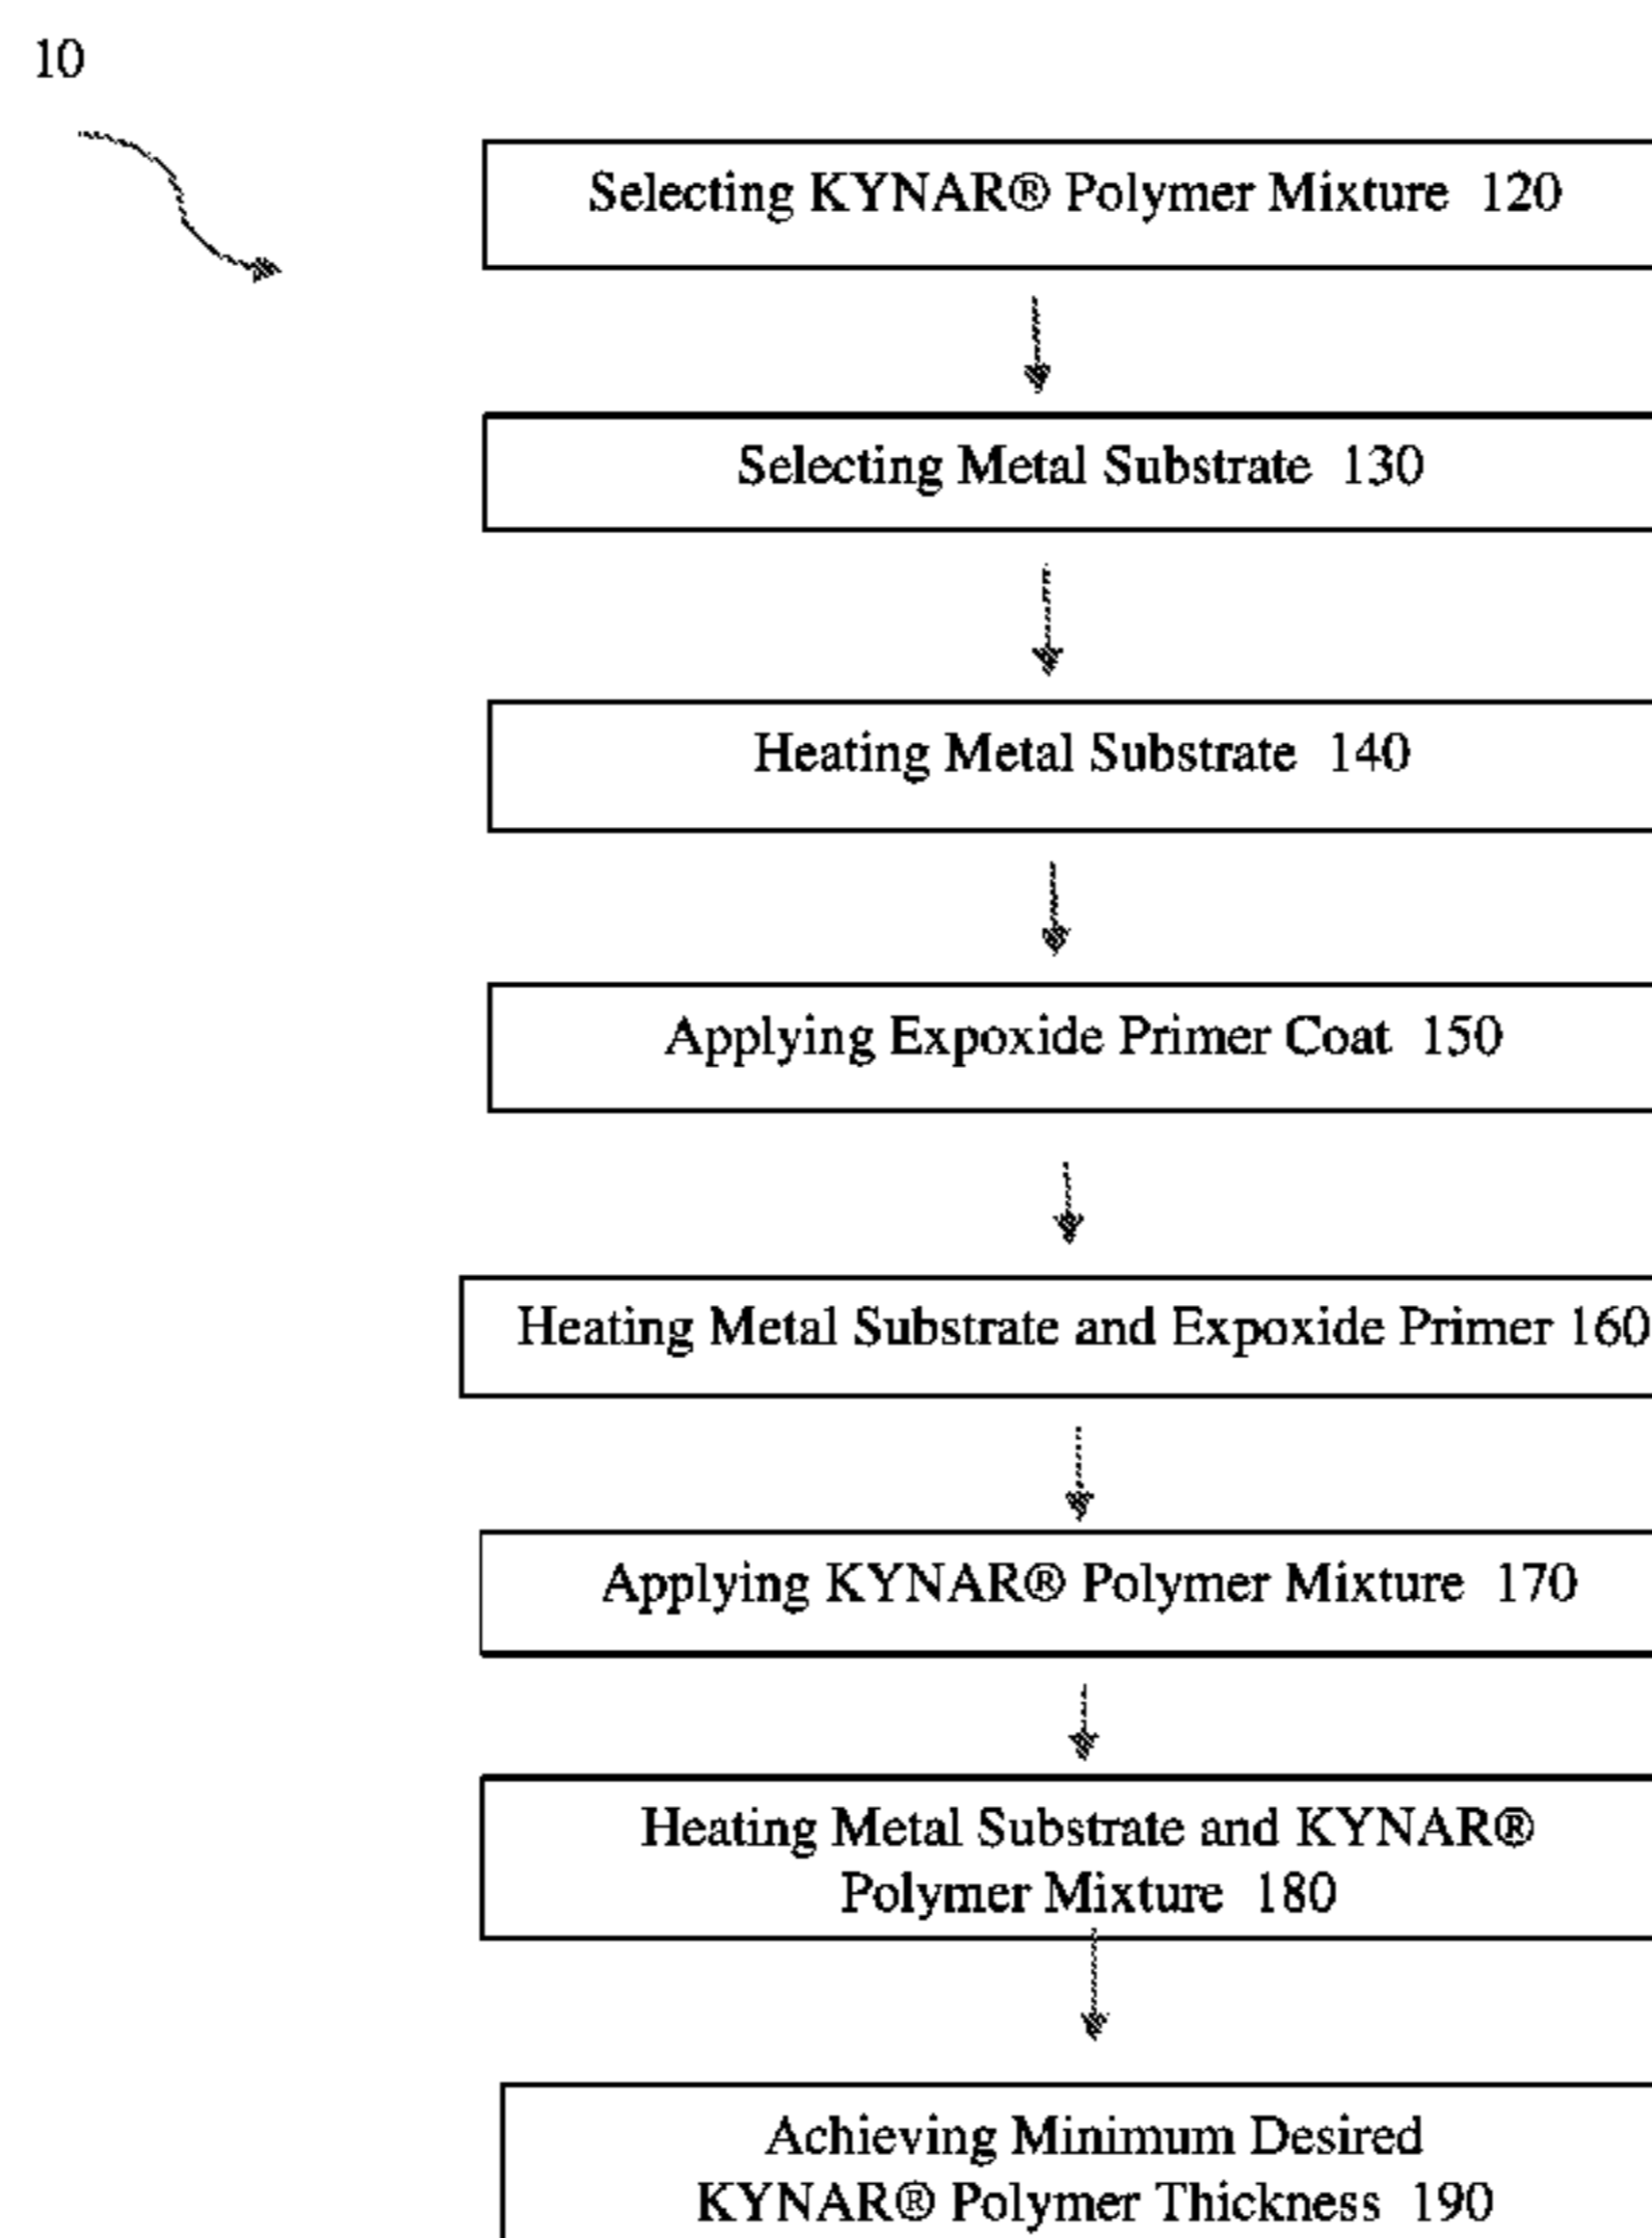 10
Selecting KYNAR® Polymer Mixture 120
Selecting Metal Substrate 130
Heating Metal Substrate 140
Applying Expoxide Primer Coat 150
Heating Metal Substrate and Expoxide Primer 160
Applying KYNAR® Polymer Mixture 170
Heating Metal Substrate and KYNAR®
Polymer Mixture 180
Achieving Minimum Desired
KYNAR® Polymer Thickness 190